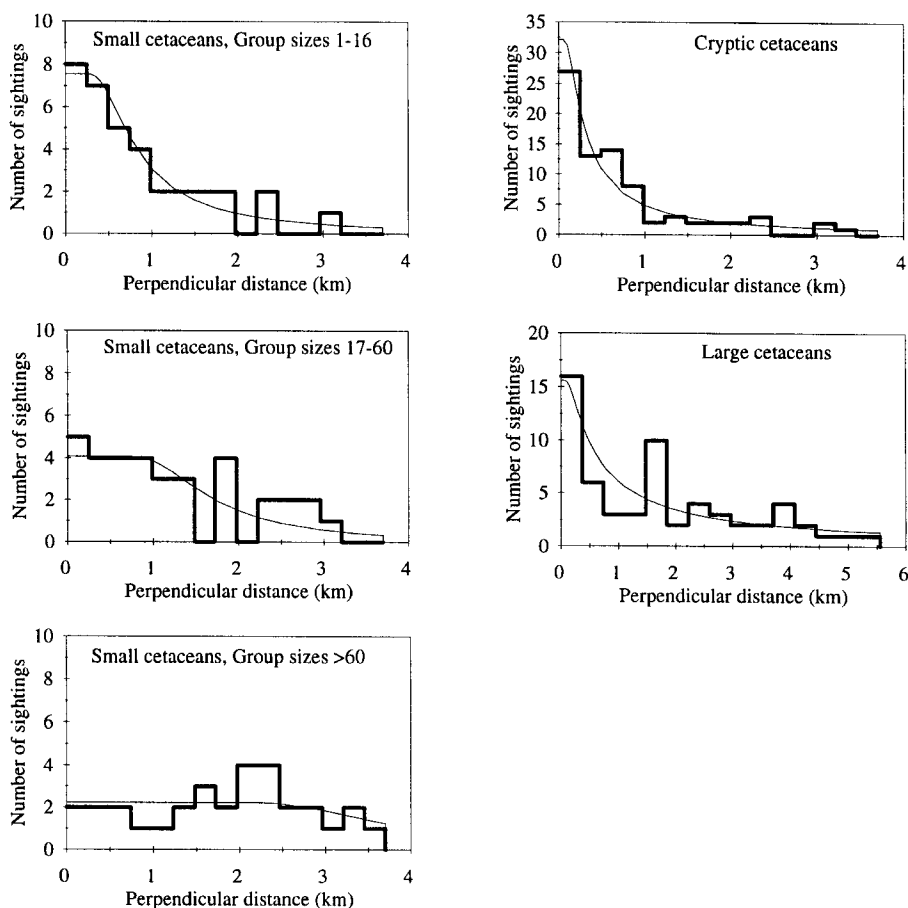 Small cetaceans, Group sizes 1-16
Number of sightings
10
8
6
4
2
0
0 1 2 3 4
Perpendicular distance (km)
Cryptic cetaceans
Number of sightings
35
30
25
20
15
10
5
0
0 1 2 3 4
Perpendicular distance (km)
Small cetaceans, Group sizes 17-60
Number of sightings
10
8
6
4
2
0
0 1 2 3 4
Perpendicular distance (km)
Large cetaceans
Number of sightings
20
15
10
5
0
0 1 2 3 4 5 6
Perpendicular distance (km)
Small cetaceans, Group sizes >60
Number of sightings
10
8
6
4
2
0
0 1 2 3 4
Perpendicular distance (km)